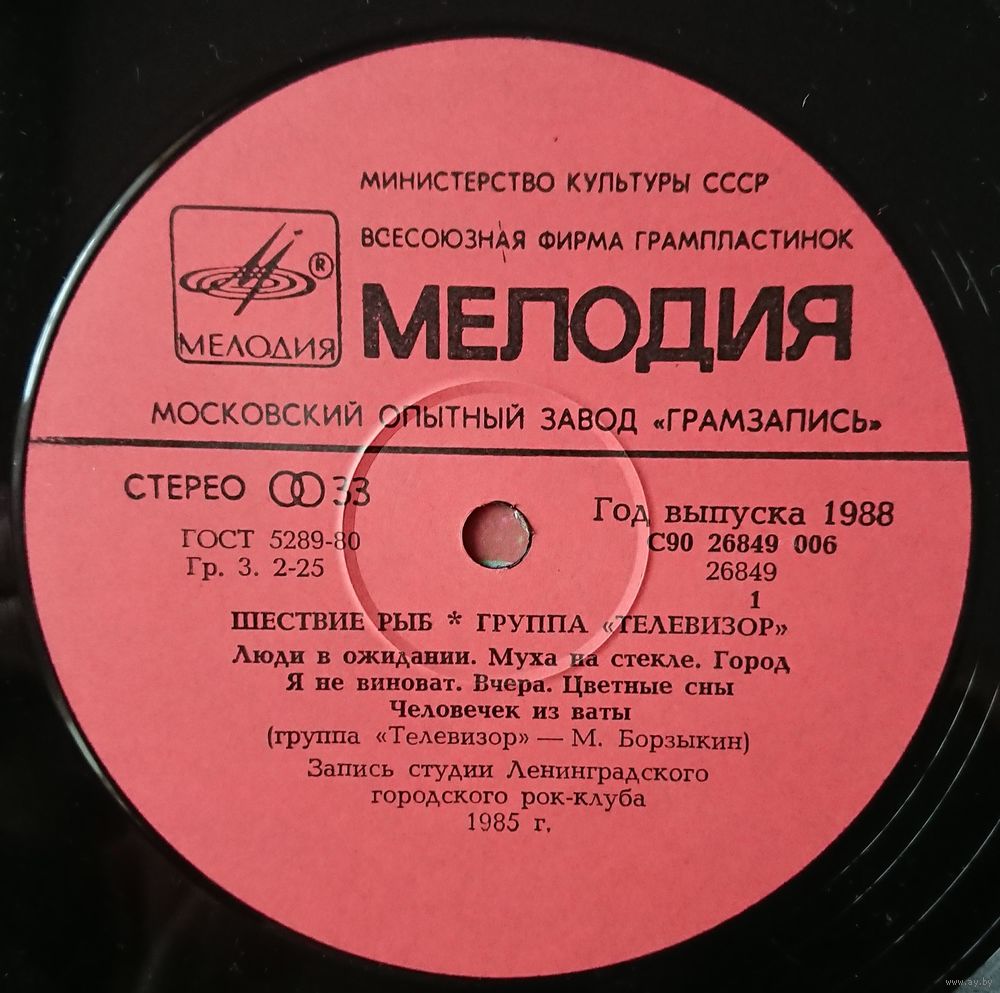 МИНИСТЕРСТВО КУЛЬТУРЫ СССР
ВСЕСОЮЗНАЯ ФИРМА ГРАМПЛАСТИНОК
®
МЕЛОДИЯ
МЕЛОДИЯ
МОСКОВСКИЙ ОПЫТНЫЙ ЗАВОД «ГРАМЗАПИСЬ»
СТЕРЕО 33
Год выпуска 1988
ГОСТ 5289-80
С90 26849 006
Гр. 3. 2-25
26849
1
ШЕСТВИЕ РЫБ * ГРУППА «ТЕЛЕВИЗОР»
Люди в ожидании. Муха на стекле. Город
Я не виноват. Вчера. Цветные сны
Человечек из ваты
(группа «Телевизор» — М. Борзыкин)
Запись студии Ленинградского
городского рок-клуба
1985 г.
www.ay.by